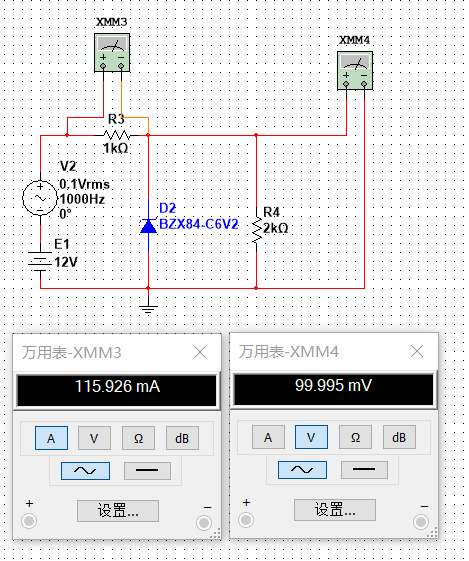 XMM3
XMM4
+ −
+ −
R3
1kΩ
V2
0.1Vrms
1000Hz
0°
E1
12V
D2
BZX84-C6V2
R4
2kΩ
万用表-XMM3
115.926 mA
A V Ω dB
+ 设置... −
万用表-XMM4
99.995 mV
A V Ω dB
+ 设置... −